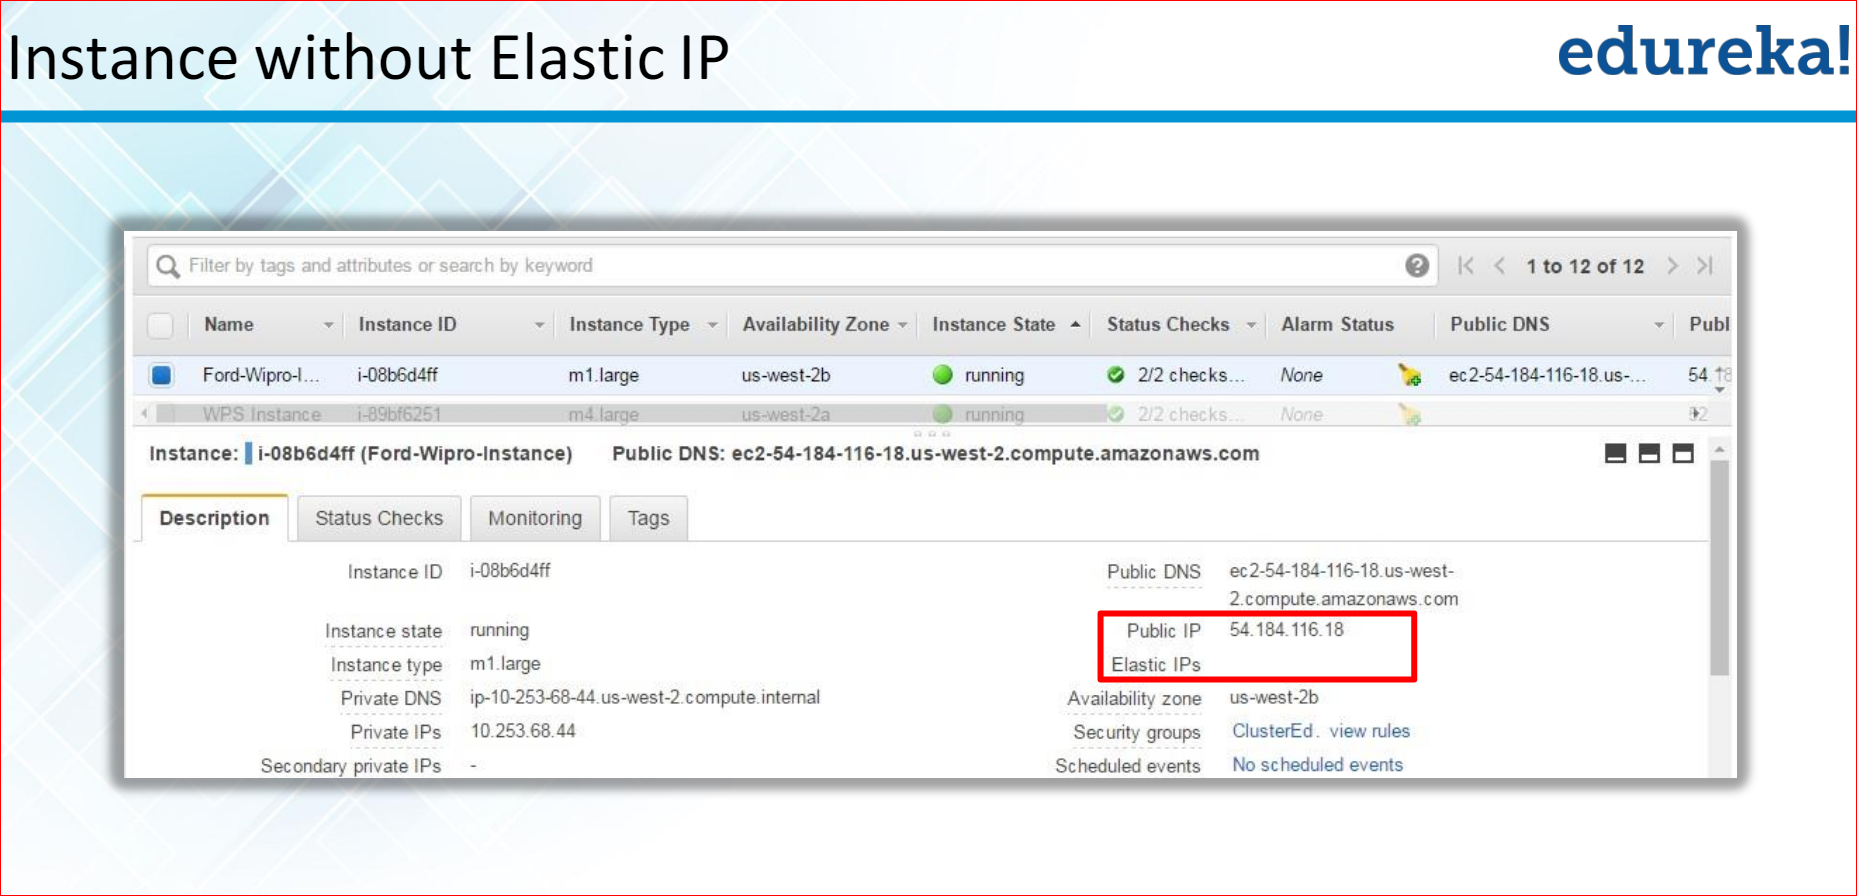 Instance without Elastic IP
edureka!
Filter by tags and attributes or search by keyword
1 to 12 of 12
Name Instance ID Instance Type Availability Zone Instance State Status Checks Alarm Status Public DNS Publ
Ford-Wipro-I... i-08b6d4ff m1.large us-west-2b running 2/2 checks... None ec2-54-184-116-18.us-... 54.18
WPS Instance i-89bf6251 m4.large us-west-2a running 2/2 checks... None
Instance: i-08b6d4ff (Ford-Wipro-Instance) Public DNS: ec2-54-184-116-18.us-west-2.compute.amazonaws.com
Description Status Checks Monitoring Tags
Instance ID i-08b6d4ff Public DNS ec2-54-184-116-18.us-west-
2.compute.amazonaws.com
Instance state running Public IP 54.184.116.18
Instance type m1.large Elastic IPs
Private DNS ip-10-253-68-44.us-west-2.compute.internal Availability zone us-west-2b
Private IPs 10.253.68.44 Security groups ClusterEd. view rules
Secondary private IPs - Scheduled events No scheduled events